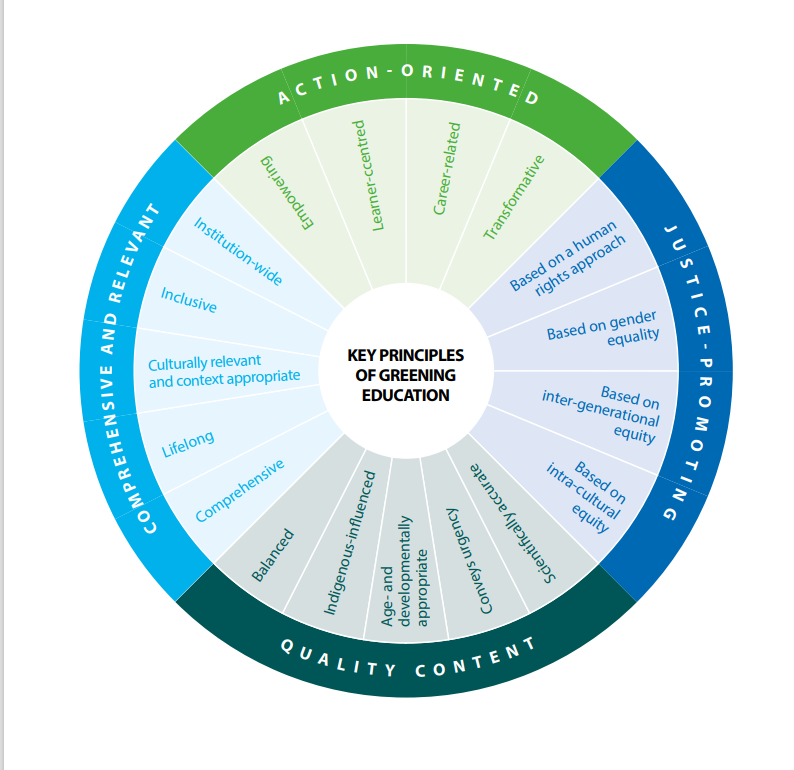 ACTION-ORIENTED
Empowering
Learner-ccentred
Career-related
Transformative
JUSTICE-PROMOTING
Based on a human
rights approach
Based on gender
equality
Based on
inter-generational
equity
Based on
intra-cultural
equity
QUALITY CONTENT
Scientifically accurate
Conveys urgency
Age- and
developmentally
appropriate
Indigenous-influenced
Balanced
COMPREHENSIVE AND RELEVANT
Comprehensive
Lifelong
Culturally relevant
and context appropriate
Inclusive
Institution-wide
KEY PRINCIPLES
OF GREENING
EDUCATION